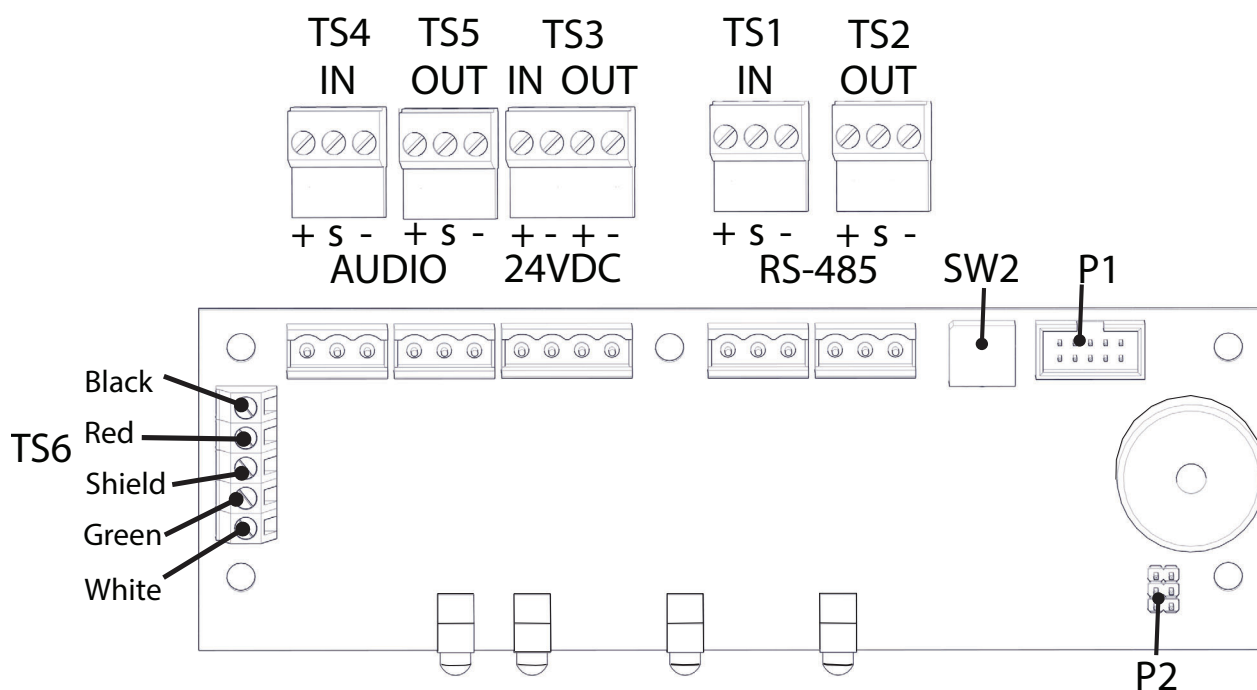 TS4 TS5 TS3 TS1 TS2
IN OUT IN OUT IN OUT
+ s - + s - + - + - + s - + s -
AUDIO 24VDC RS-485 SW2 P1
Black
TS6 Red
Shield
Green
White
P2